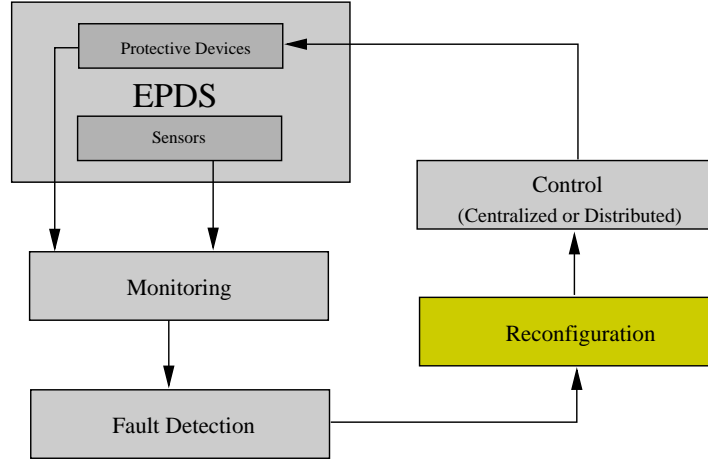 Protective Devices
EPDS
Sensors
Control
(Centralized or Distributed)
Monitoring
Reconfiguration
Fault Detection